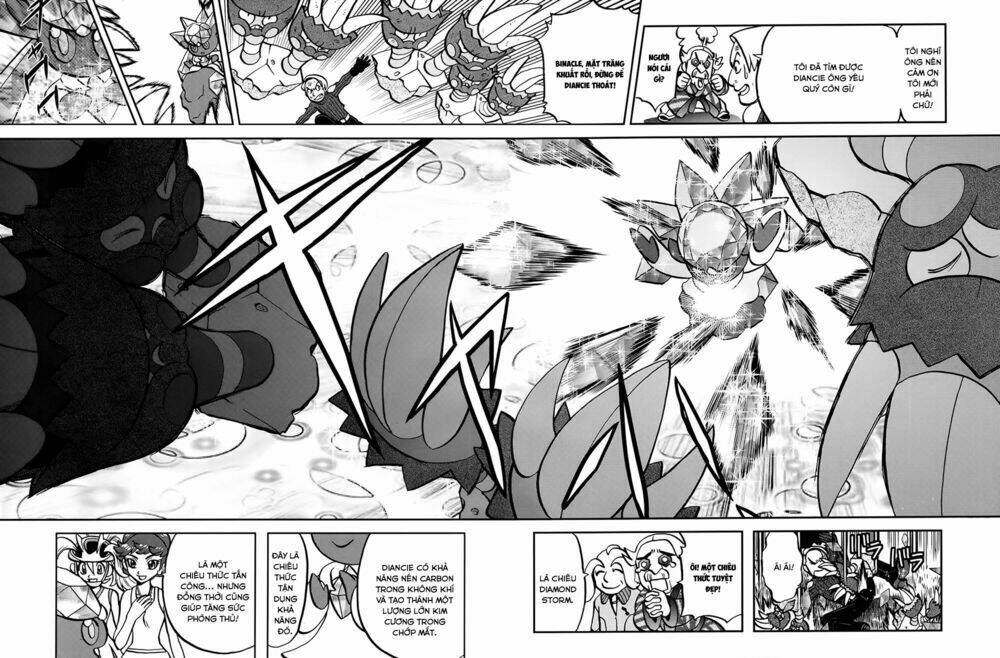 TÔI NGHĨ
ÔNG NÊN
CẢM ƠN
TÔI MỚI
PHẢI
CHỨ!
TÔI ĐÃ TÌM ĐƯỢC
DIANCIE ÔNG YÊU
QUÝ CÒN GÌ!
NGƯƠI
NÓI CÁI
GÌ?
BINACLE, MẶT TRĂNG
KHUẤT RỒI, ĐỪNG ĐỂ
DIANCIE THOÁT!
ÁI ÁI!
Ôi! MỘT CHIÊU
THỨC TUYỆT
ĐẸP!
LÀ CHIÊU
DIAMOND
STORM.
DIANCIE CÓ KHẢ
NĂNG NÉN CARBON
TRONG KHÔNG KHÍ
VÀ TẠO THÀNH MỘT
LƯỢNG LỚN KIM
CƯƠNG TRONG
CHỚP MẮT.
ĐÂY LÀ
CHIÊU
THỨC TẬN
DỤNG
KHẢ NĂNG
ĐÓ.
LÀ MỘT
CHIÊU THỨC TẤN
CÔNG... NHƯNG
ĐỒNG THỜI CŨNG
GIÚP TĂNG SỨC
PHÒNG THỦ!